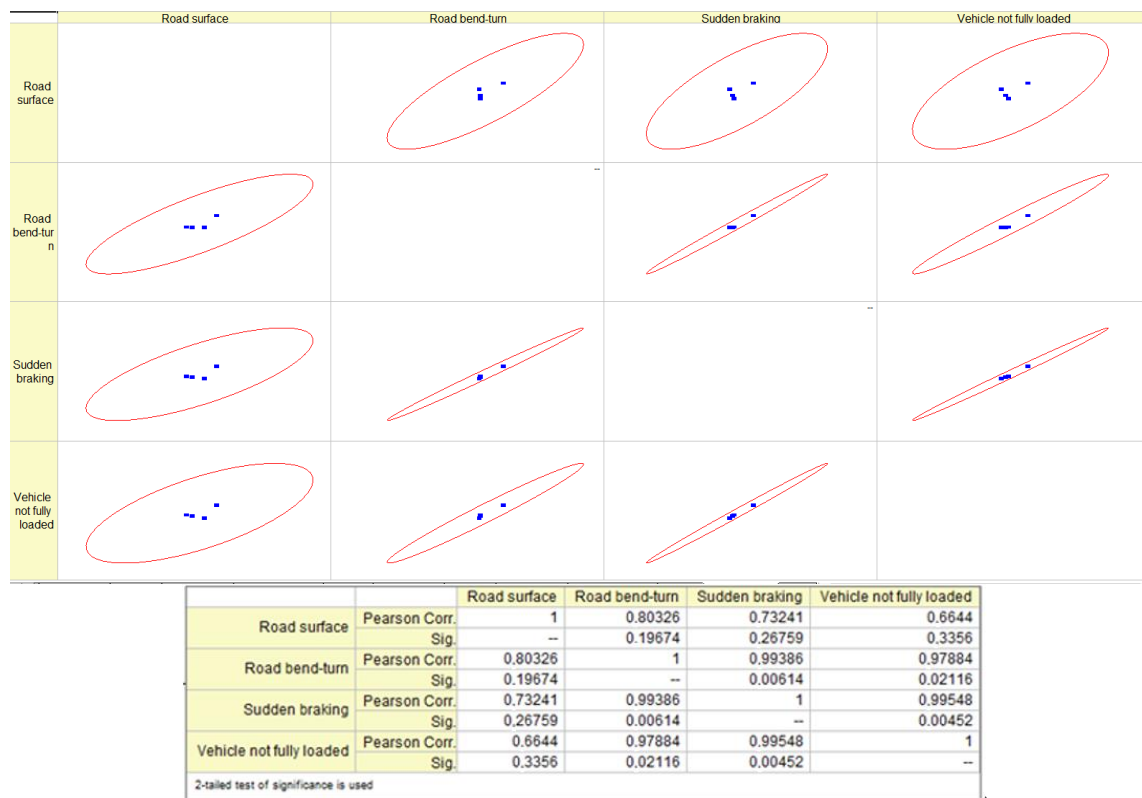 Road surface Road bend-turn Sudden braking Vehicle not fully loaded
Road
surface
--
Road
bend-tur
n
--
Sudden
braking
Vehicle
not fully
loaded
Road surface Road bend-turn Sudden braking Vehicle not fully loaded
Road surface Pearson Corr. 1 0.80326 0.73241 0.6644
Sig. -- 0.19674 0.26759 0.3356
Road bend-turn Pearson Corr. 0.80326 1 0.99386 0.97884
Sig. 0.19674 -- 0.00614 0.02116
Sudden braking Pearson Corr. 0.73241 0.99386 1 0.99548
Sig. 0.26759 0.00614 -- 0.00452
Vehicle not fully loaded Pearson Corr. 0.6644 0.97884 0.99548 1
Sig. 0.3356 0.02116 0.00452 --
2-tailed test of significance is used